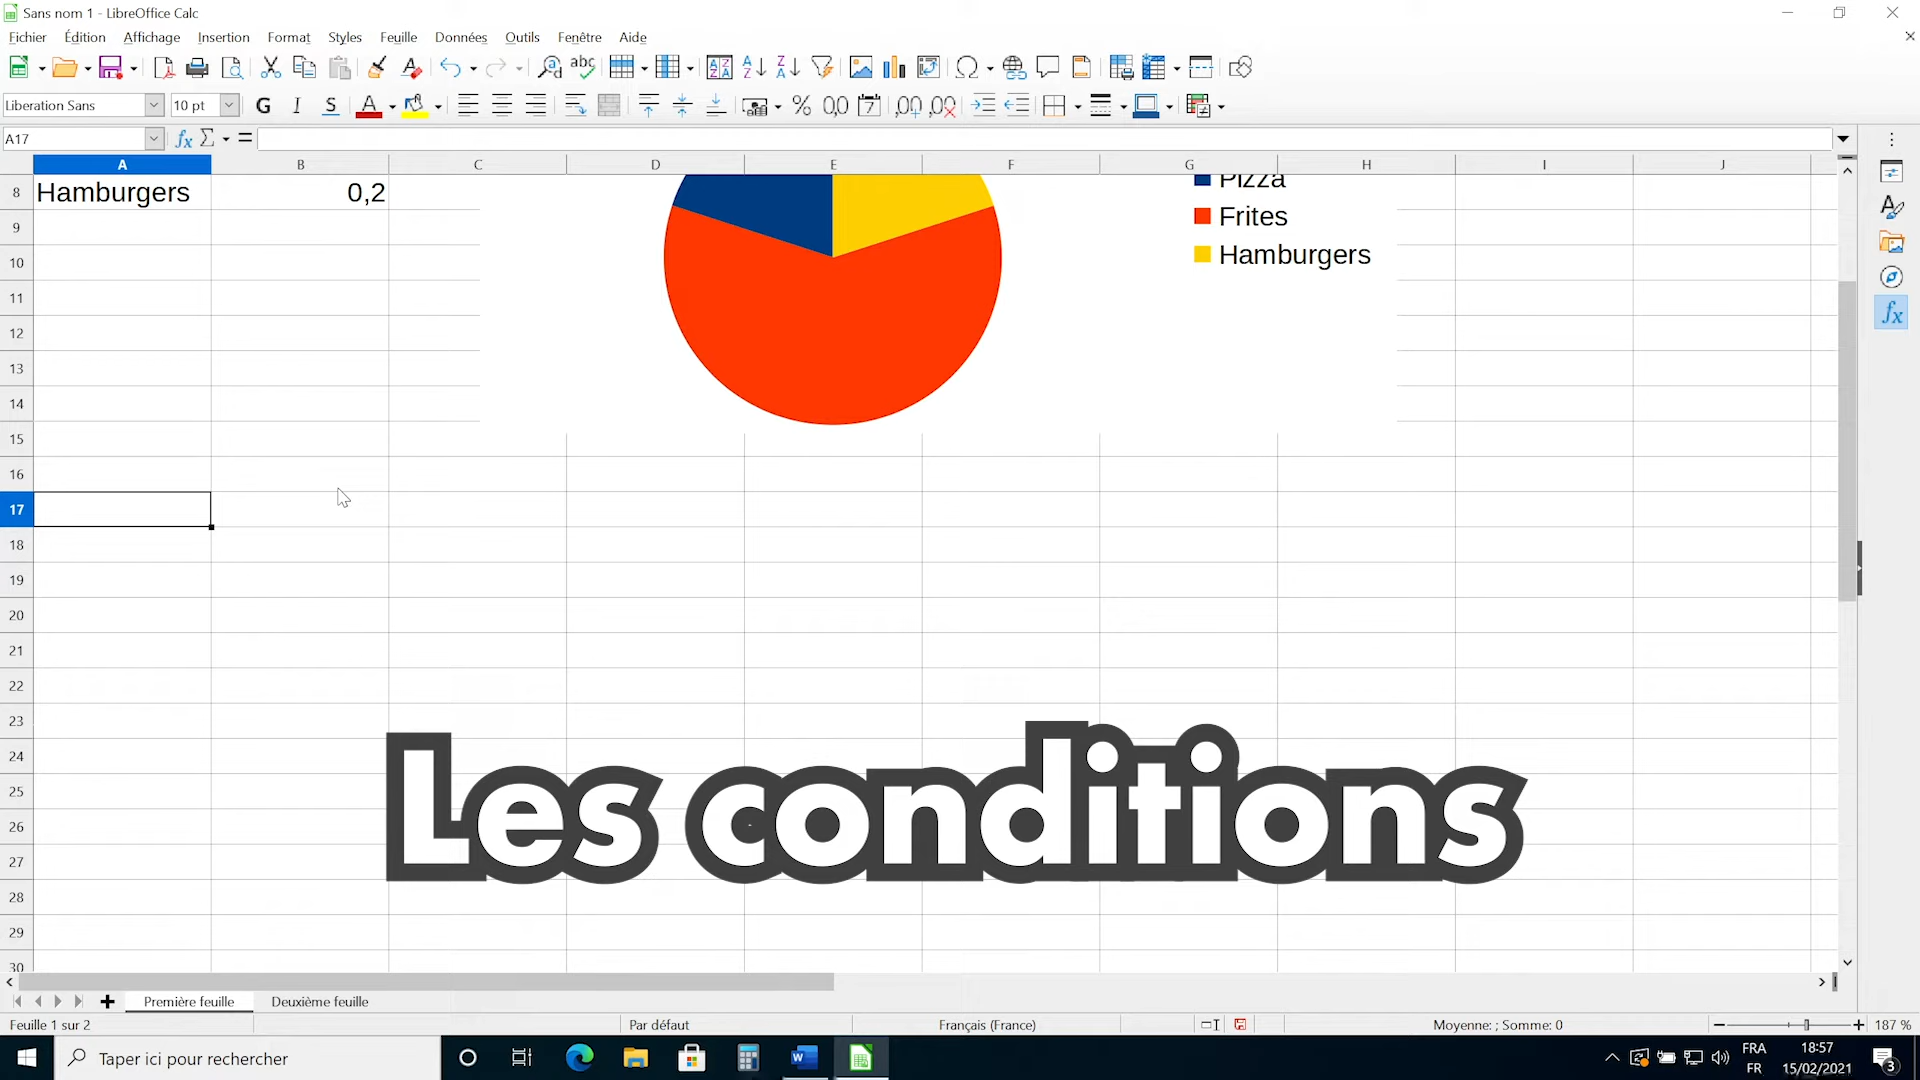 Sans nom 1 - LibreOffice Calc
Fichier Édition Affichage Insertion Format Styles Feuille Données Outils Fenêtre Aide
Liberation Sans 10 pt G I S
A17
A B C D E F G H I J
8 Hamburgers 0,2
Pizza
Frites
Hamburgers
9
10
11
12
13
14
15
16
17
18
19
20
21
22
23
24
25
26
27
28
29
30
Les conditions
Première feuille Deuxième feuille
Feuille 1 sur 2 Par défaut Français (France) Moyenne: ; Somme: 0 187 %
Taper ici pour rechercher
FRA
FR
18:57
15/02/2021
3